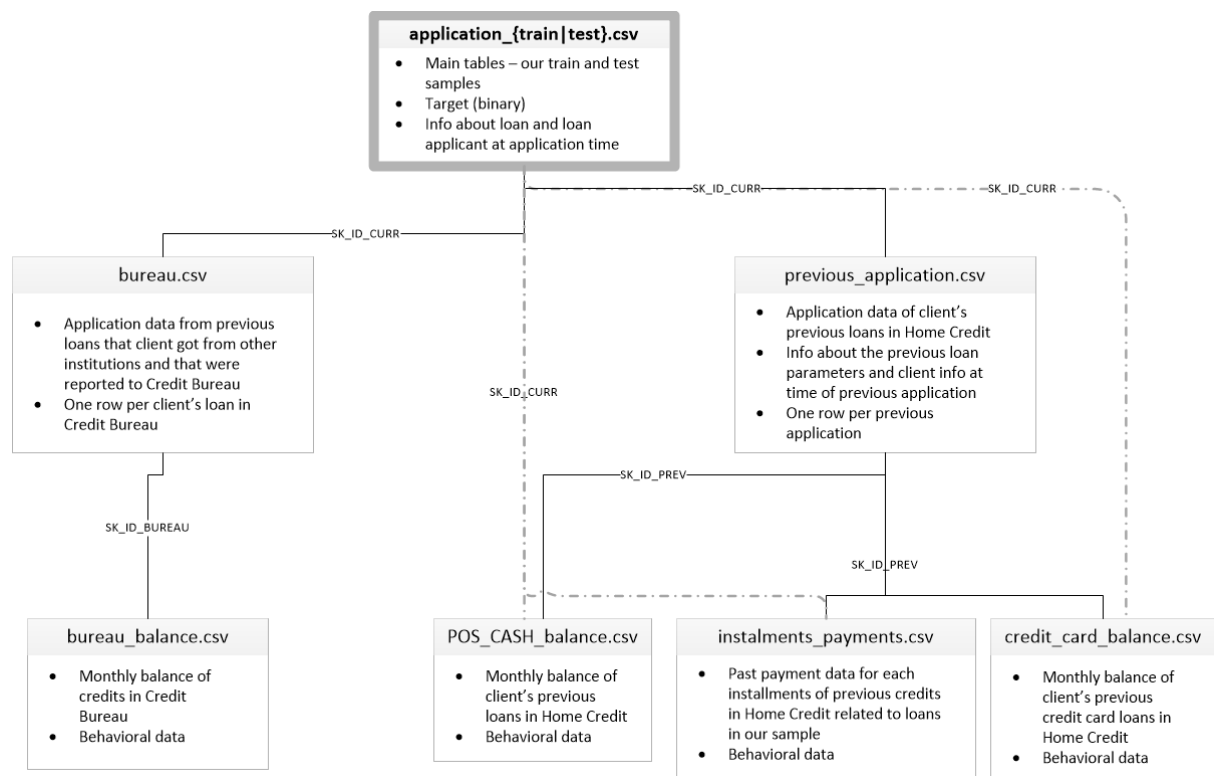 application_{train|test}.csv
• Main tables – our train and test
samples
• Target (binary)
• Info about loan and loan
applicant at application time
SK_ID_CURR
SK_ID_CURR
SK_ID_CURR
bureau.csv
• Application data from previous
loans that client got from other
institutions and that were
reported to Credit Bureau
• One row per client's loan in
Credit Bureau
previous_application.csv
• Application data of client's
previous loans in Home Credit
• Info about the previous loan
parameters and client info at
time of previous application
• One row per previous
application
SK_ID_CURR
SK_ID_PREV
SK_ID_BUREAU
SK_ID_PREV
bureau_balance.csv
• Monthly balance of
credits in Credit
Bureau
• Behavioral data
POS_CASH_balance.csv
• Monthly balance of
client's previous
loans in Home Credit
• Behavioral data
instalments_payments.csv
• Past payment data for each
installments of previous credits
in Home Credit related to loans
in our sample
• Behavioral data
credit_card_balance.csv
• Monthly balance of
client's previous
credit card loans in
Home Credit
• Behavioral data